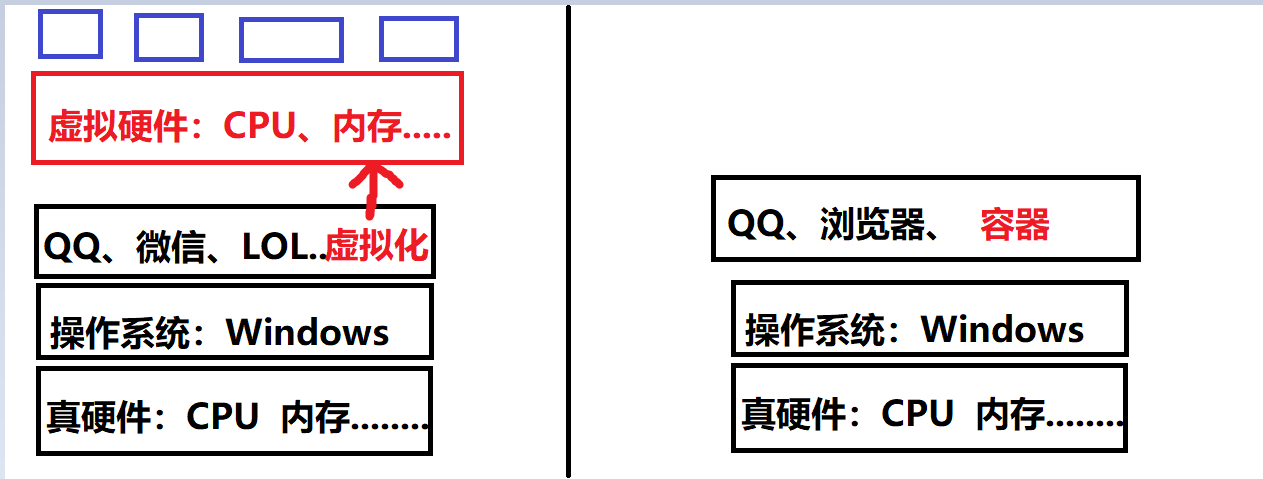 虚拟硬件：CPU、内存.....
QQ、微信、LOL..虚拟化
操作系统：Windows
真硬件：CPU 内存........
QQ、浏览器、 容器
操作系统：Windows
真硬件：CPU 内存........